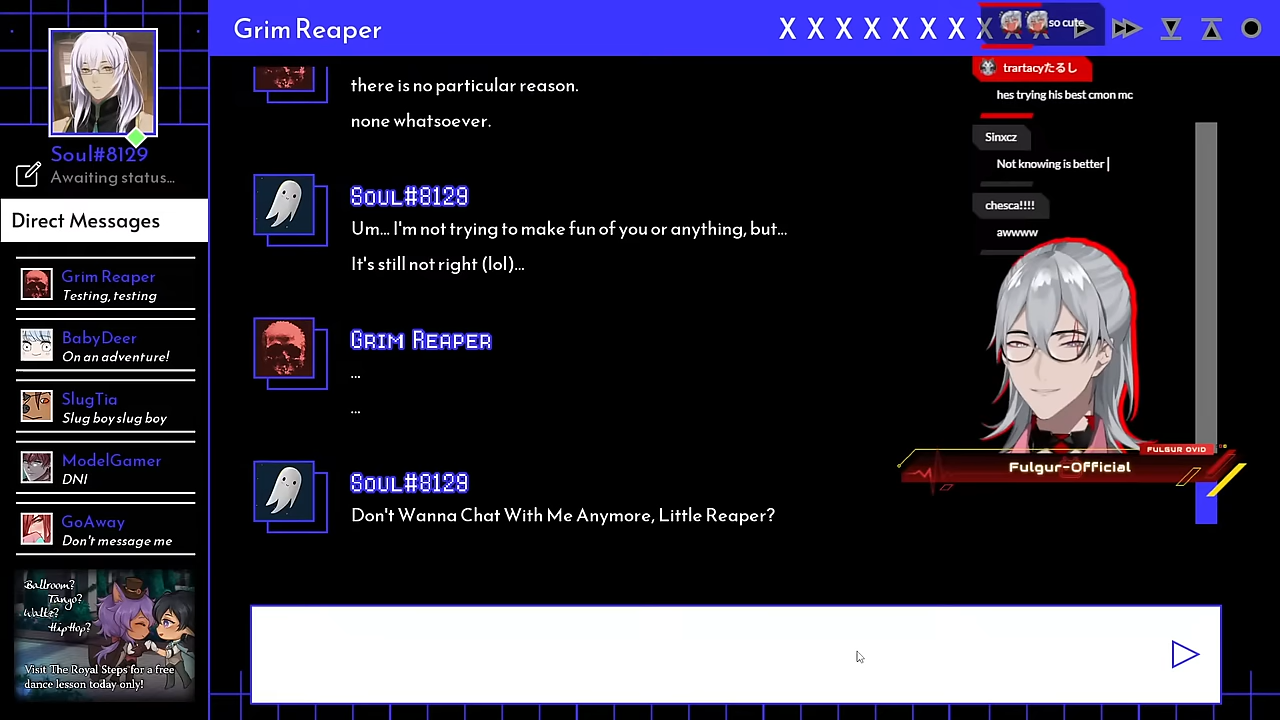 Grim Reaper
X X X X X X X X X X
so cute
Soul#8129
Awaiting status...
Direct Messages
Grim Reaper
Testing, testing
BabyDeer
On an adventure!
SlugTia
Slug boy slug boy
ModelGamer
DNI
GoAway
Don't message me
Ballroom?
Tango?
Waltz?
HipHop?
Visit The Royal Steps for a free
dance lesson today only!
there is no particular reason.
none whatsoever.
Soul#8129
Um... I'm not trying to make fun of you or anything, but...
It's still not right (lol)...
Grim Reaper
...
...
Soul#8129
Don't Wanna Chat With Me Anymore, Little Reaper?
trartacyたるし
hes trying his best cmon mc
Sinxcz
Not knowing is better |
chesca!!!!
awwww
FULGUR OVID
Fulgur-Official